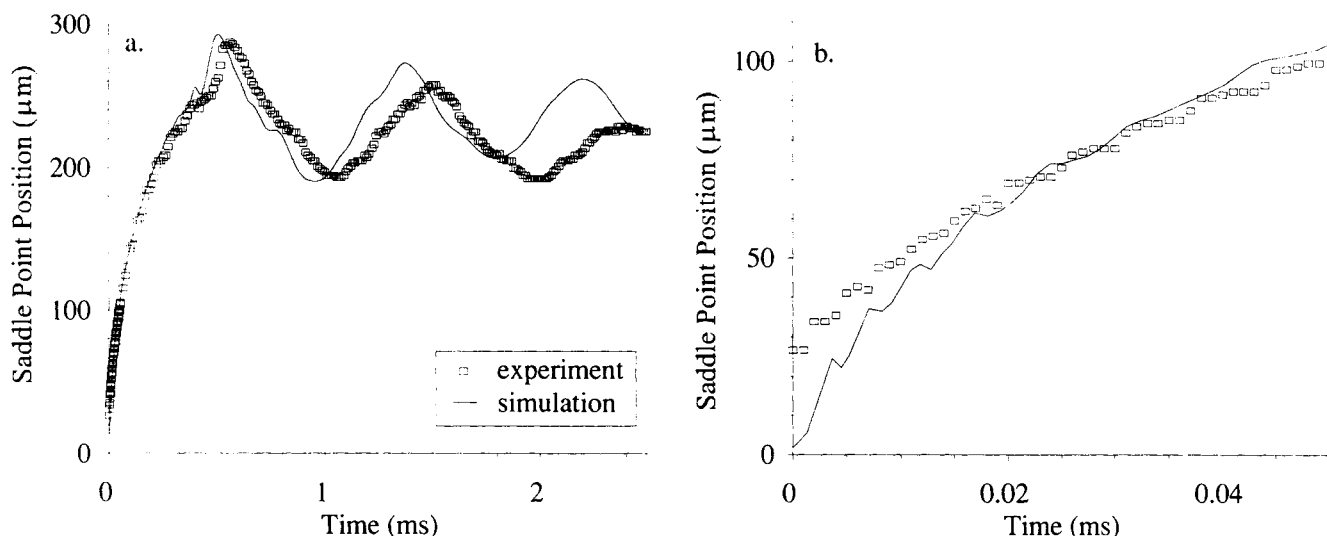 a.
Saddle Point Position (μm)
300
200
100
0
0
1
2
Time (ms)
experiment
simulation
b.
Saddle Point Position (μm)
100
50
0
0
0.02
0.04
Time (ms)